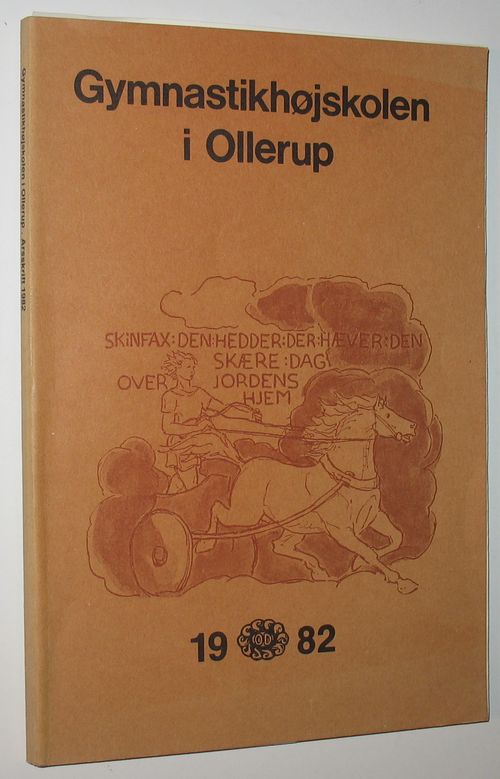 Gymnastikhøjskolen
i Ollerup
SKINFAX:DEN:HEDDER:DER:HÆVER:DEN
SKÆRE:DAG
OVER JORDENS
HJEM
19 82
Gymnastikhøjskolen i Ollerup . Årsskrift 1982